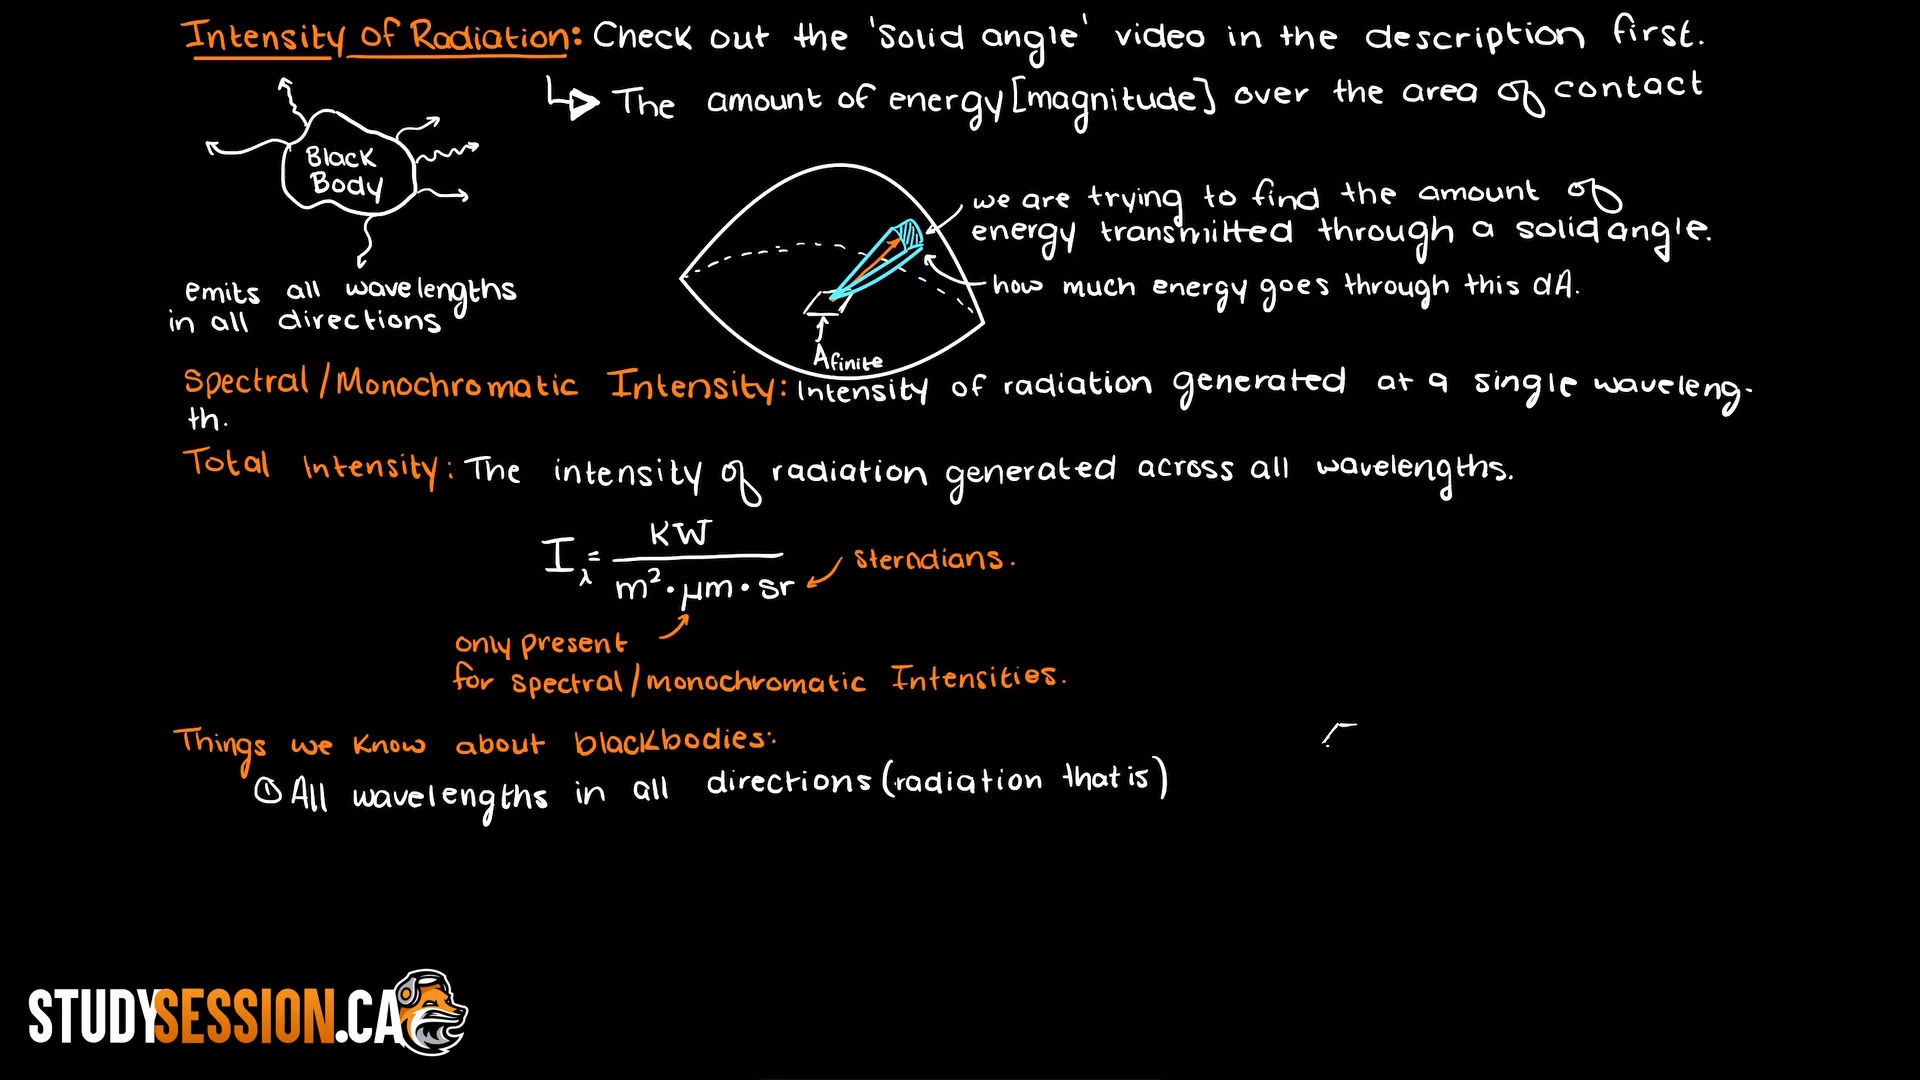 Intensity of Radiation: Check out the 'Solid angle' video in the description first.
The amount of energy [magnitude] over the area of contact
Black
Body
emits all wavelengths
in all directions
we are trying to find the amount of
energy transmitted through a solid angle.
how much energy goes through this dA.
Afinite
Spectral/Monochromatic Intensity: Intensity of radiation generated at a single waveleng-
th.
Total Intensity: The intensity of radiation generated across all wavelengths.
Iλ = KW / m²·μm·sr
Steradians.
only present
for spectral/monochromatic Intensities.
Things we know about blackbodies:
① All wavelengths in all directions (radiation that is)
STUDYSESSION.CA